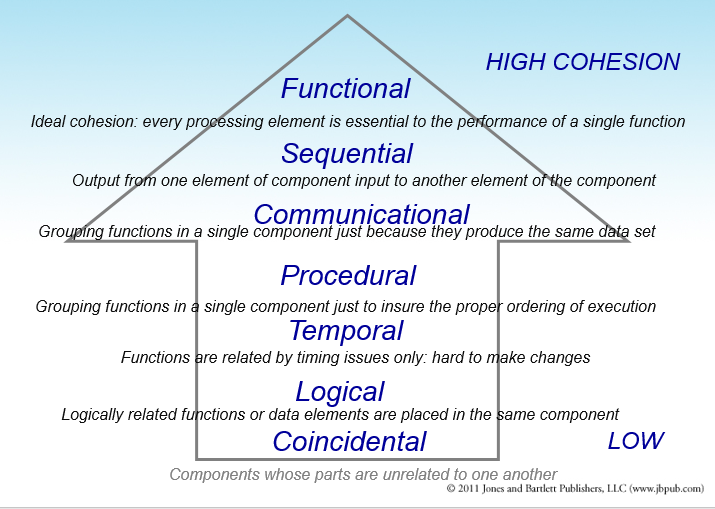 HIGH COHESION
Functional
Ideal cohesion: every processing element is essential to the performance of a single function
Sequential
Output from one element of component input to another element of the component
Communicational
Grouping functions in a single component just because they produce the same data set
Procedural
Grouping functions in a single component just to insure the proper ordering of execution
Temporal
Functions are related by timing issues only: hard to make changes
Logical
Logically related functions or data elements are placed in the same component
Coincidental
LOW
Components whose parts are unrelated to one another
© 2011 Jones and Bartlett Publishers, LLC (www.jbpub.com)